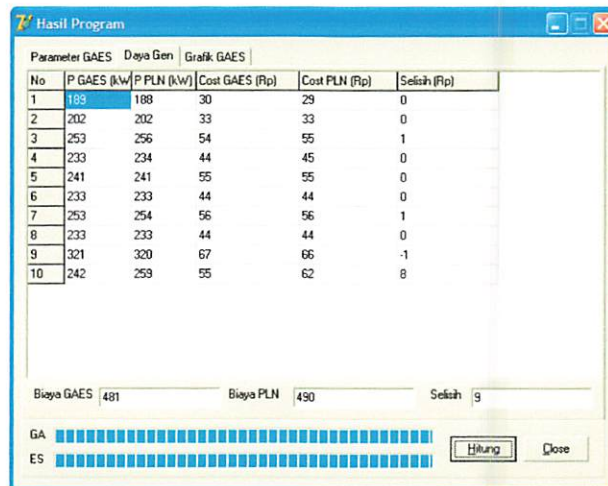 Hasil Program
Parameter GAES Daya Gen Grafik GAES
No P GAES (kW) P PLN (kW) Cost GAES (Rp) Cost PLN (Rp) Selisih (Rp)
1 189 188 30 29 0
2 202 202 33 33 0
3 253 256 54 55 1
4 233 234 44 45 0
5 241 241 55 55 0
6 233 233 44 44 0
7 253 254 56 56 1
8 233 233 44 44 0
9 321 320 67 66 -1
10 242 259 55 62 8
Biaya GAES 481 Biaya PLN 490 Selisih 9
GA
Hitung Close
ES